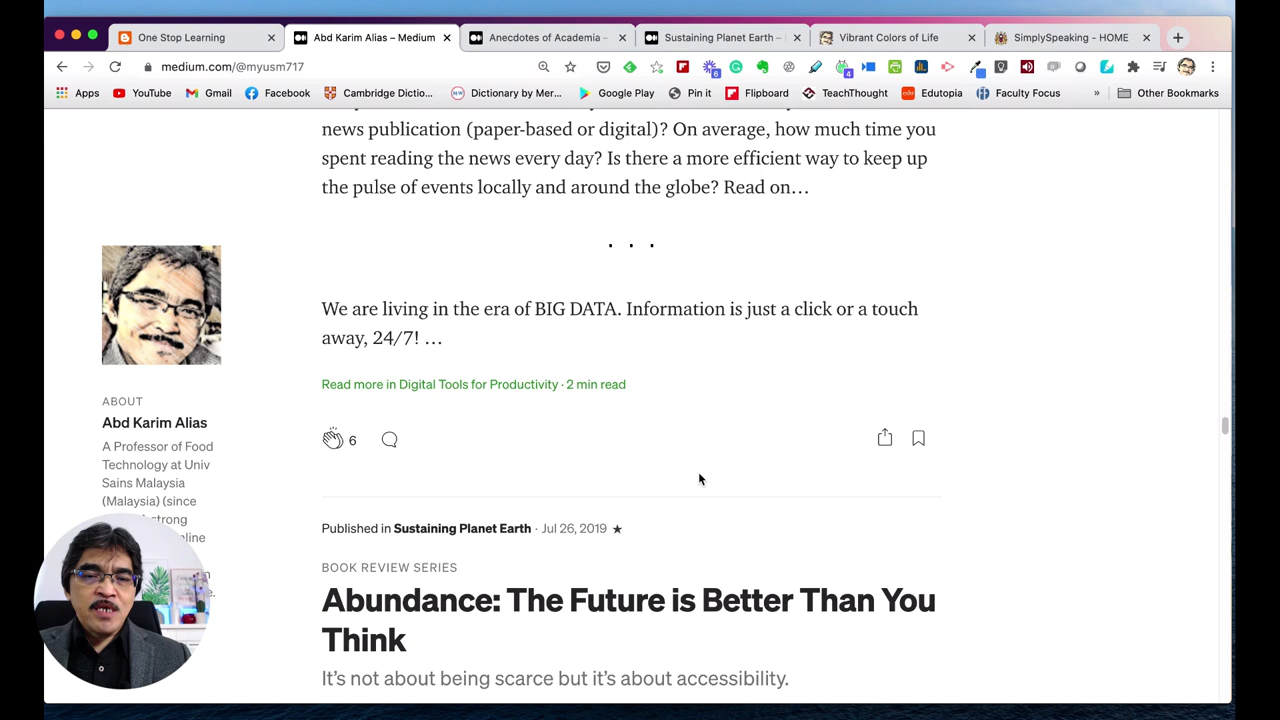 One Stop Learning
Abd Karim Alias – Medium
Anecdotes of Academia –
Sustaining Planet Earth –
Vibrant Colors of Life
SimplySpeaking - HOME
medium.com/@myusm717
6
4
Apps
YouTube
Gmail
Facebook
Cambridge Dictio...
Dictionary by Mer...
Google Play
Pin it
Flipboard
TeachThought
Edutopia
Faculty Focus
»
Other Bookmarks
news publication (paper-based or digital)? On average, how much time you
spent reading the news every day? Is there a more efficient way to keep up
the pulse of events locally and around the globe? Read on…
. . .
We are living in the era of BIG DATA. Information is just a click or a touch
away, 24/7! …
Read more in Digital Tools for Productivity · 2 min read
6
ABOUT
Abd Karim Alias
A Professor of Food
Technology at Univ
Sains Malaysia
(Malaysia) (since
strong
Published in Sustaining Planet Earth · Jul 26, 2019 ★
BOOK REVIEW SERIES
Abundance: The Future is Better Than You
Think
It's not about being scarce but it's about accessibility.